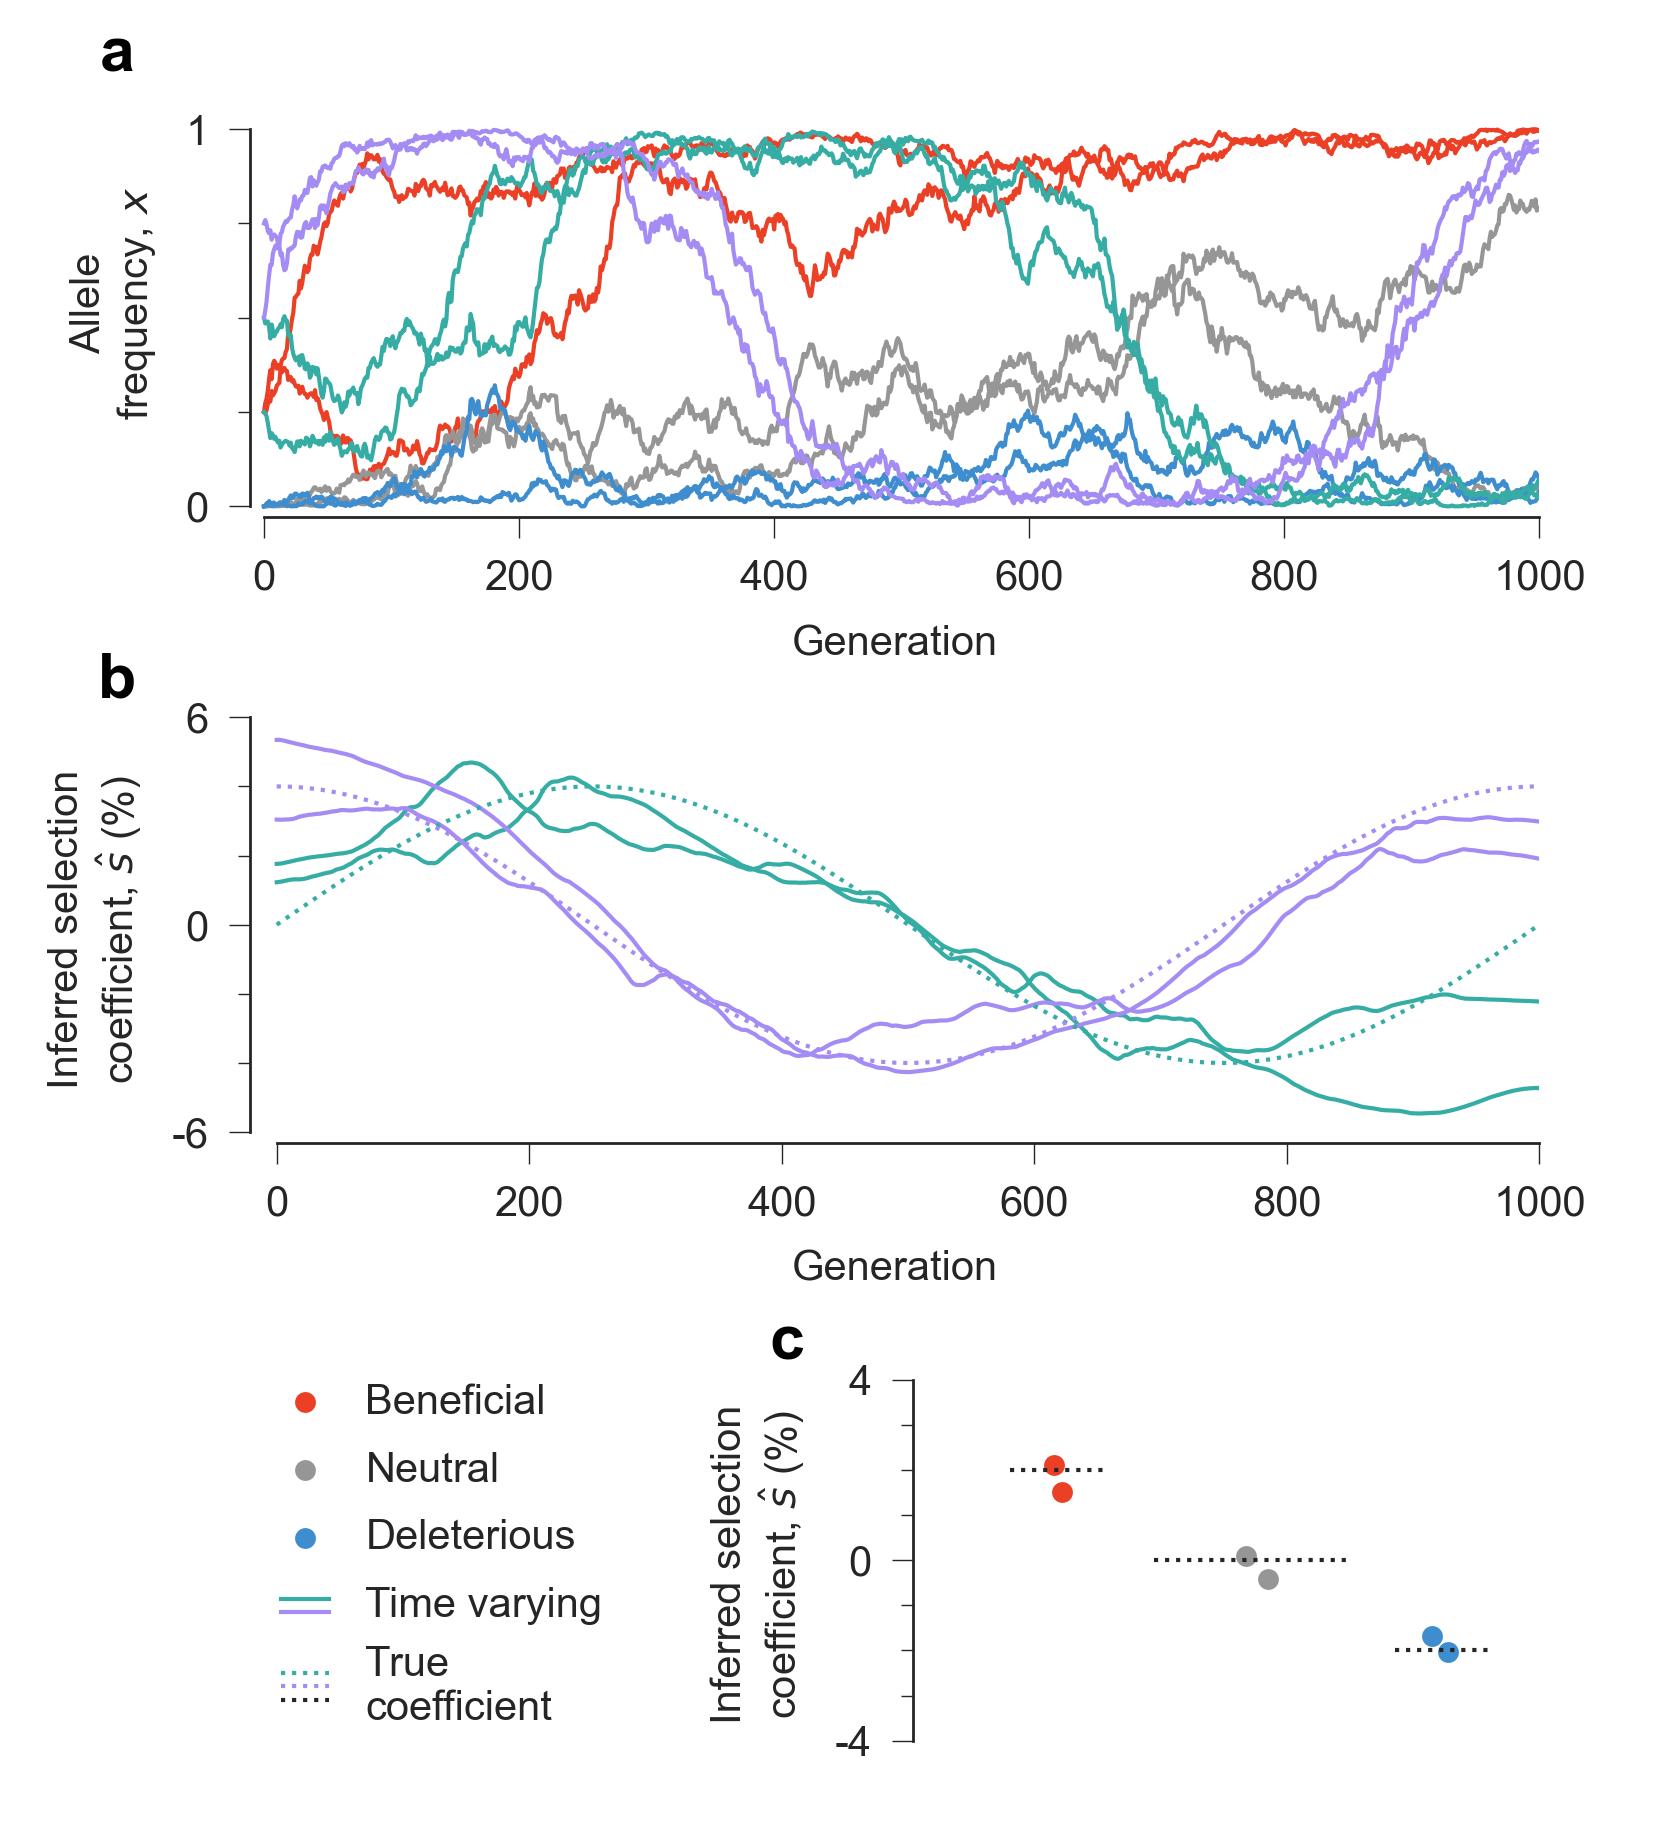 a
1
0
Allele
frequency, x
0 200 400 600 800 1000
Generation
b
6
0
-6
Inferred selection
coefficient, ŝ (%)
0 200 400 600 800 1000
Generation
c
4
0
-4
Inferred selection
coefficient, ŝ (%)
Beneficial
Neutral
Deleterious
Time varying
True
coefficient